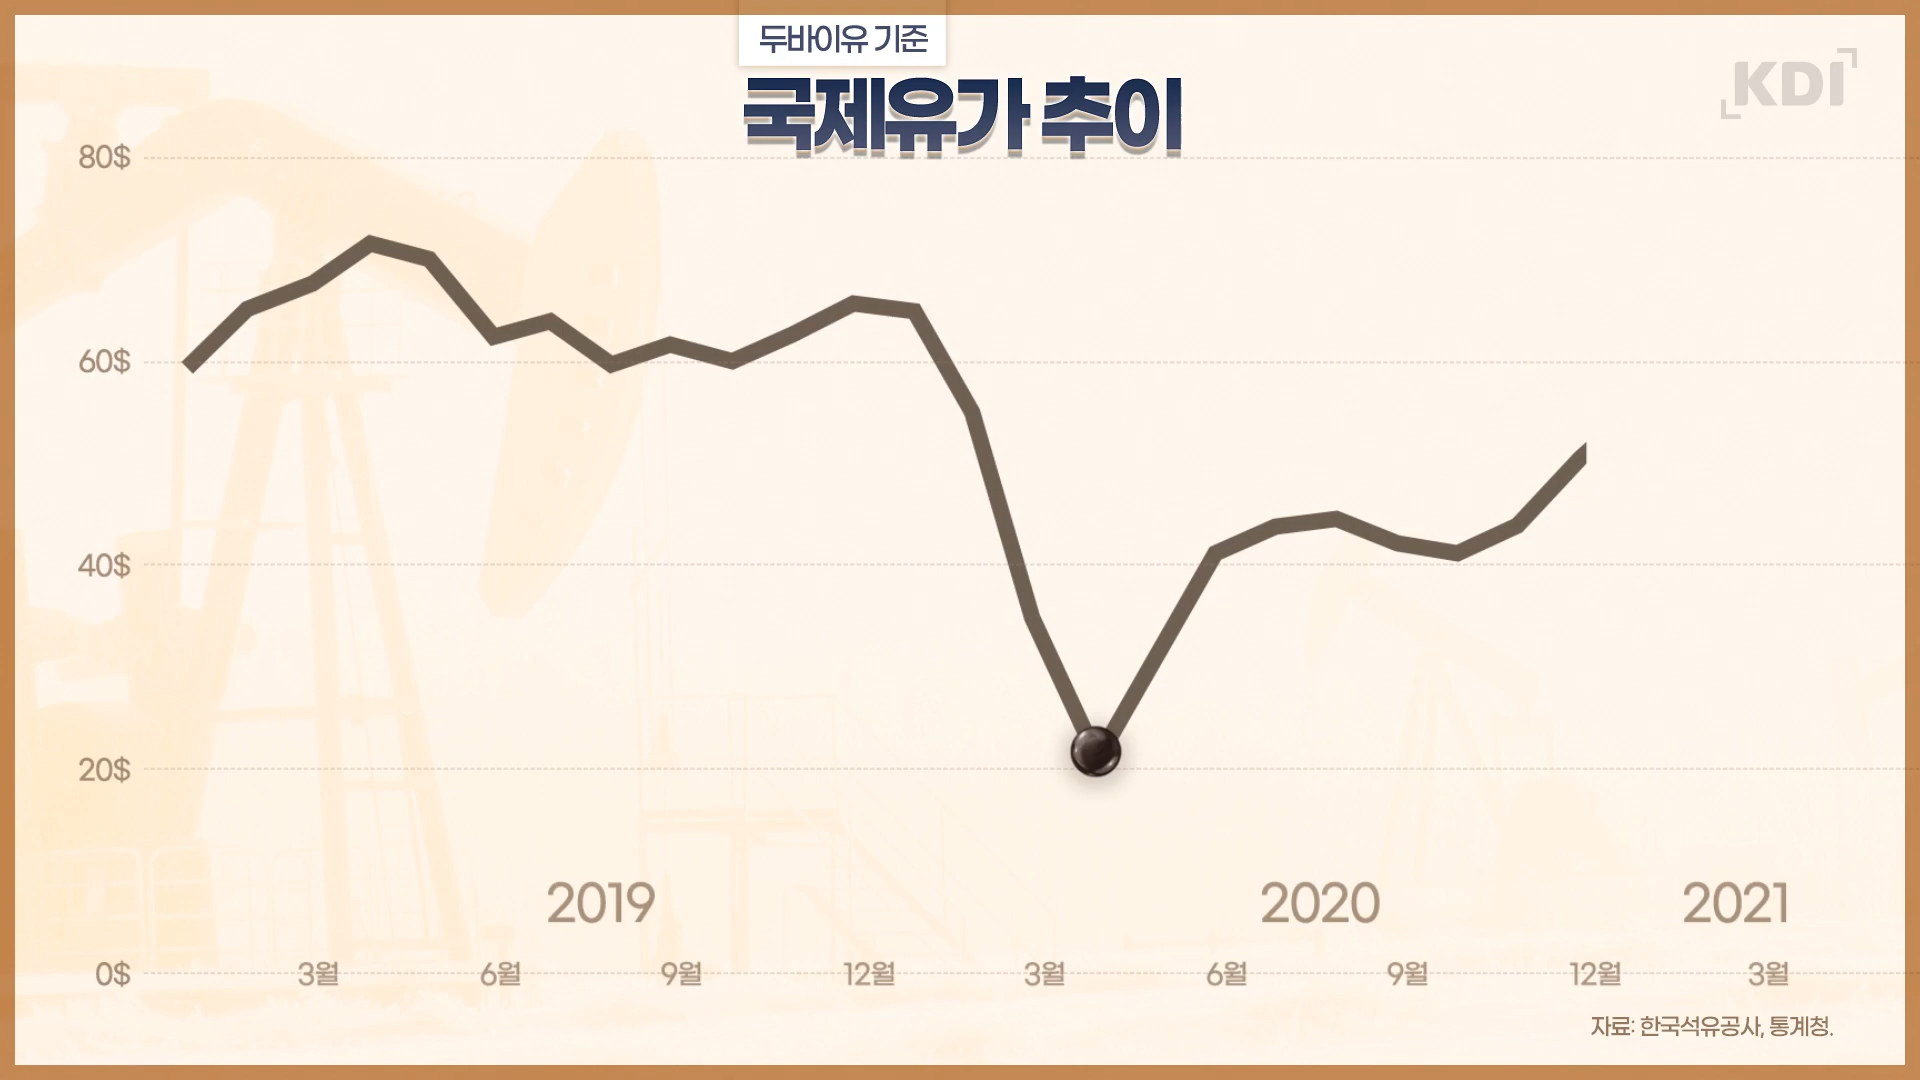 두바이유 기준
국제유가 추이
KDI
80$
60$
40$
20$
0$
2019 2020 2021
3월 6월 9월 12월 3월 6월 9월 12월 3월
자료: 한국석유공사, 통계청.